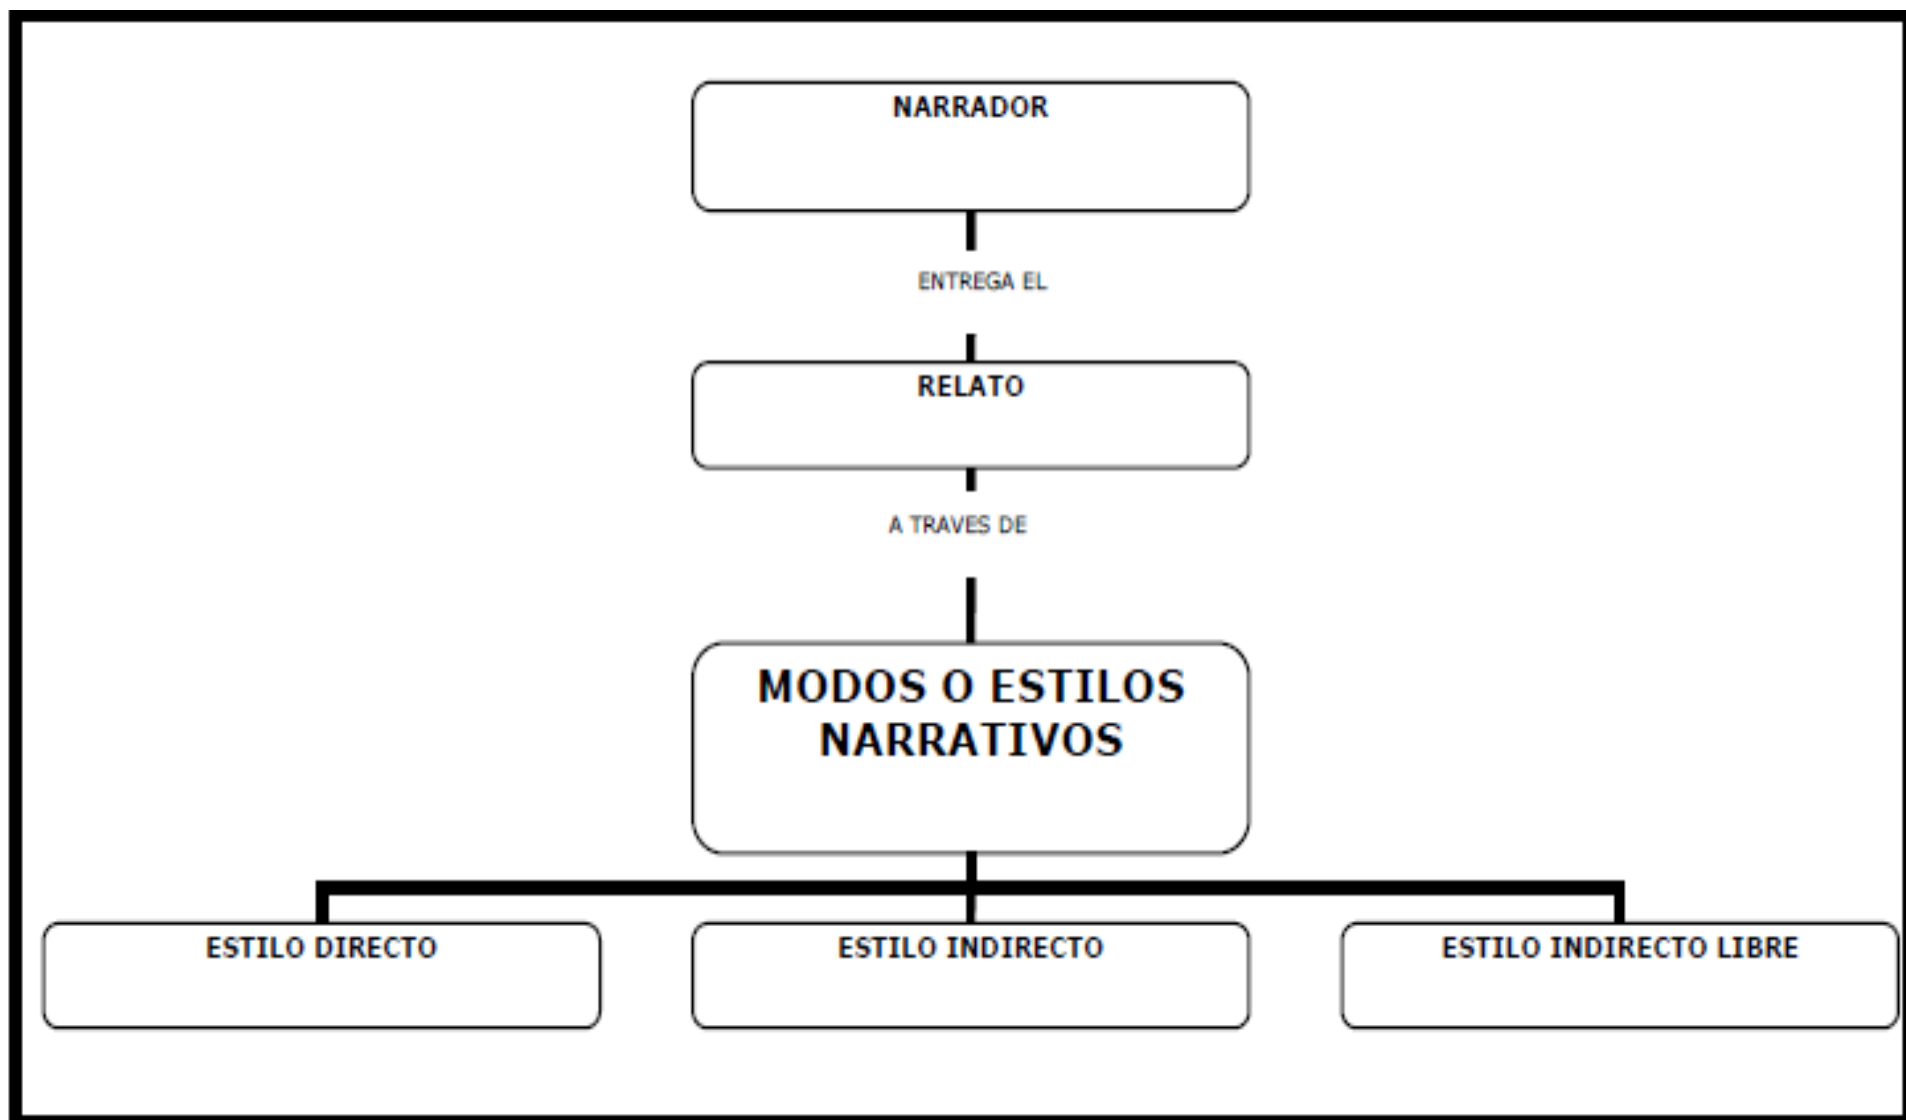 NARRADOR
ENTREGA EL
RELATO
A TRAVES DE
MODOS O ESTILOS
NARRATIVOS
ESTILO DIRECTO
ESTILO INDIRECTO
ESTILO INDIRECTO LIBRE